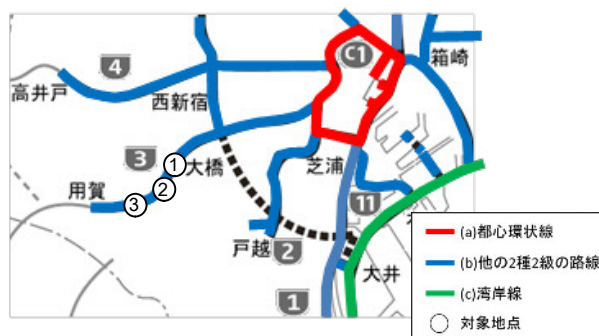 C1
箱崎
4
高井戸
西新宿
3
①
大橋
②
用賀
③
芝浦
11
戸越
2
大井
1
(a)都心環状線
(b)他の2種2級の路線
(c)湾岸線
対象地点